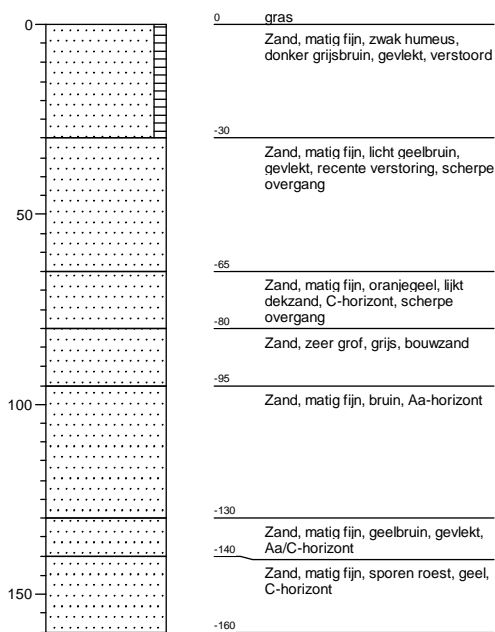 0
0
gras
Zand, matig fijn, zwak humeus,
donker grijsbruin, gevlekt, verstoord
-30
Zand, matig fijn, licht geelbruin,
gevlekt, recente verstoring, scherpe
overgang
50
-65
Zand, matig fijn, oranjegeel, lijkt
dekzand, C-horizont, scherpe
overgang
-80
Zand, zeer grof, grijs, bouwzand
-95
100
Zand, matig fijn, bruin, Aa-horizont
-130
Zand, matig fijn, geelbruin, gevlekt,
Aa/C-horizont
-140
Zand, matig fijn, sporen roest, geel,
C-horizont
150
-160